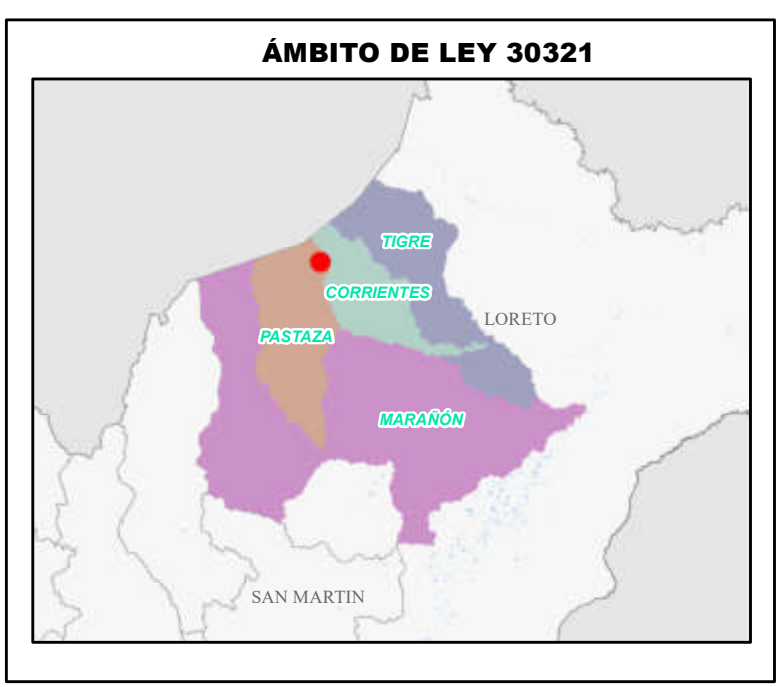 ÁMBITO DE LEY 30321
TIGRE
CORRIENTES
LORETO
PASTAZA
MARAÑÓN
SAN MARTIN